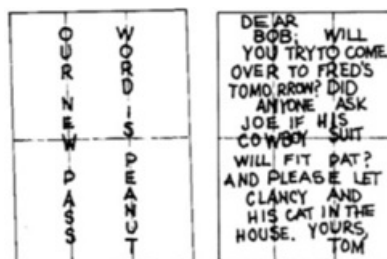 OUR NEW PASS
WORD IS PEANUT
DEAR
BOB: WILL
YOU TRY TO COME
OVER TO FRED'S
TOMORROW? DID
ANYONE ASK
JOE IF HIS
COWBOY SUIT
WILL FIT PAT?
AND PLEASE LET
CLANCY AND
HIS CAT IN THE
HOUSE. YOURS,
TOM